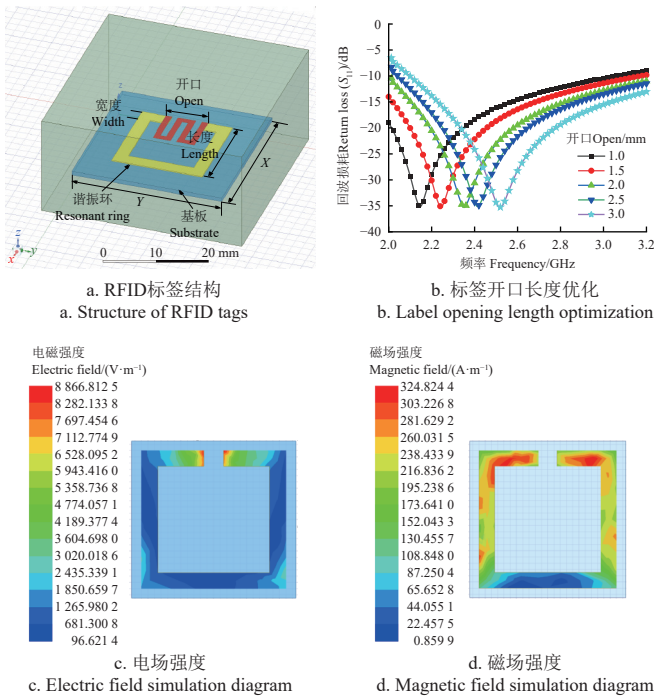 z
开口
Open
宽度
Width
长度
Length
X
谐振环
Resonant ring
Y
基板
Substrate
z
x
y
0 10 20 mm
a. RFID标签结构
a. Structure of RFID tags
回波损耗Return loss (S11)/dB
0
−5
−10
−15
−20
−25
−30
−35
−40
开口Open/mm
1.0
1.5
2.0
2.5
3.0
2.0 2.2 2.4 2.6 2.8 3.0 3.2
频率 Frequency/GHz
b. 标签开口长度优化
b. Label opening length optimization
电磁强度
Electric field/(V·m−1)
8 866.812 5
8 282.133 8
7 697.454 6
7 112.774 9
6 528.095 2
5 943.416 0
5 358.736 8
4 774.057 1
4 189.377 4
3 604.698 0
3 020.018 6
2 435.339 1
1 850.659 7
1 265.980 2
681.300 8
96.621 4
c. 电场强度
c. Electric field simulation diagram
磁场强度
Magnetic field/(A·m−1)
324.824 4
303.226 8
281.629 2
260.031 5
238.433 9
216.836 2
195.238 6
173.641 0
152.043 3
130.445 7
108.848 0
87.250 4
65.652 8
44.055 1
22.457 5
0.859 9
d. 磁场强度
d. Magnetic field simulation diagram